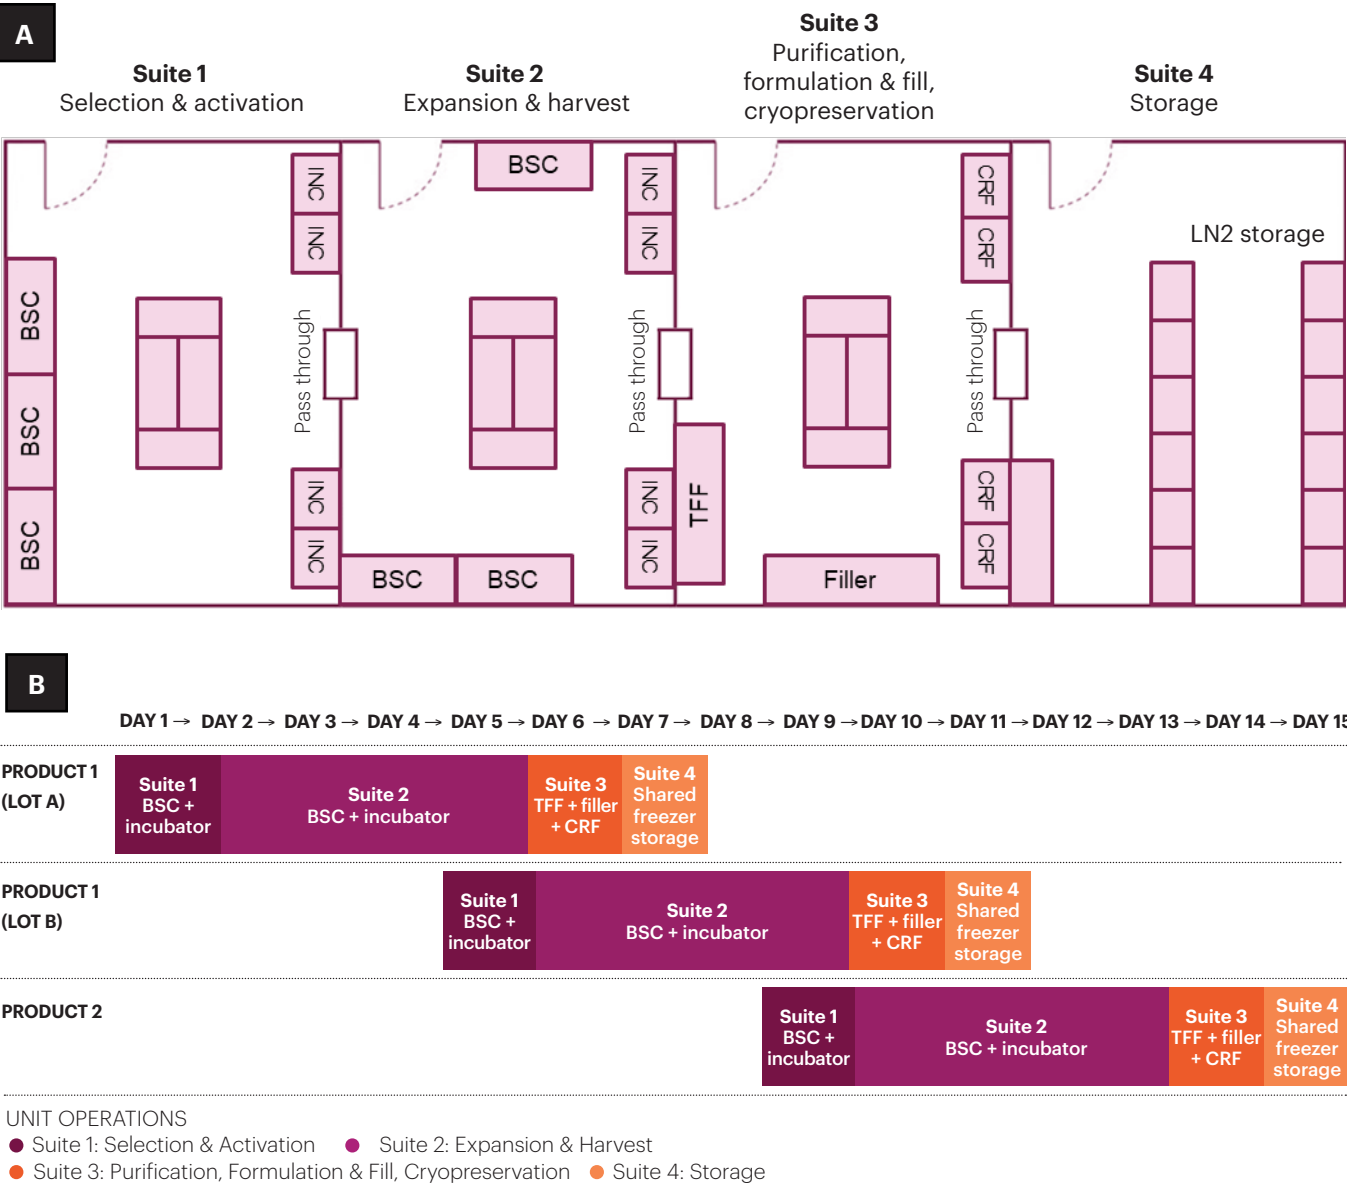 A
Suite 1
Selection & activation
Suite 2
Expansion & harvest
Suite 3
Purification,
formulation & fill,
cryopreservation
Suite 4
Storage
BSC
BSC
BSC
INC
INC
Pass through
INC
INC
BSC
BSC
BSC
INC
INC
Pass through
INC
INC
TFF
Filler
CRF
CRF
Pass through
CRF
CRF
LN2 storage
B
DAY 1 → DAY 2 → DAY 3 → DAY 4 → DAY 5 → DAY 6 → DAY 7 → DAY 8 → DAY 9 → DAY 10 → DAY 11 → DAY 12 → DAY 13 → DAY 14 → DAY 15
PRODUCT 1
(LOT A)
Suite 1
BSC +
incubator
Suite 2
BSC + incubator
Suite 3
TFF + filler
+ CRF
Suite 4
Shared
freezer
storage
PRODUCT 1
(LOT B)
Suite 1
BSC +
incubator
Suite 2
BSC + incubator
Suite 3
TFF + filler
+ CRF
Suite 4
Shared
freezer
storage
PRODUCT 2
Suite 1
BSC +
incubator
Suite 2
BSC + incubator
Suite 3
TFF + filler
+ CRF
Suite 4
Shared
freezer
storage
UNIT OPERATIONS
Suite 1: Selection & Activation
Suite 2: Expansion & Harvest
Suite 3: Purification, Formulation & Fill, Cryopreservation
Suite 4: Storage